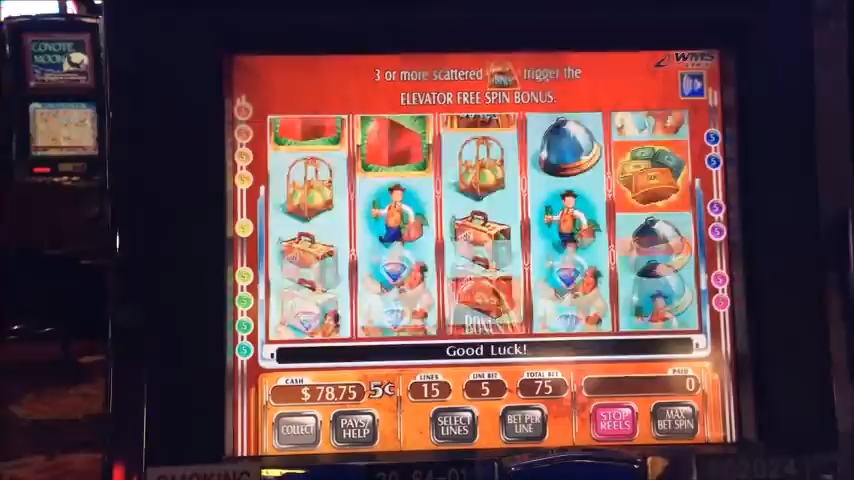 COYOTE
MOON
WMS
3 or more scattered trigger the
ELEVATOR FREE SPIN BONUS.
BONUS
Good Luck!
CASH
$ 78.75
5¢
LINES
15
LINE BET
5
TOTAL BET
75
PAID
0
COLLECT
PAYS/
HELP
SELECT
LINES
BET PER
LINE
STOP
REELS
MAX
BET SPIN
SMOKING